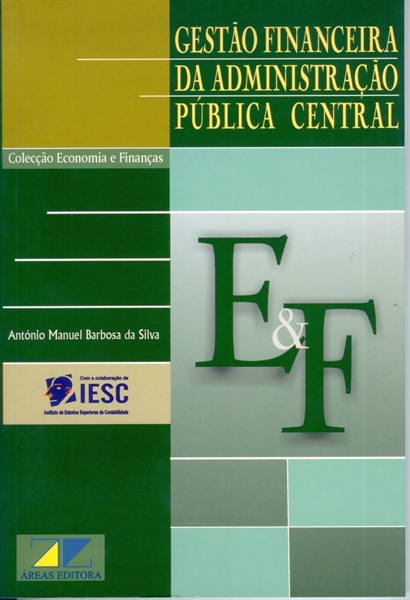 GESTÃO FINANCEIRA
DA ADMINISTRAÇÃO
PÚBLICA CENTRAL
Colecção Economia e Finanças
E&F
António Manuel Barbosa da Silva
Com a colaboração do
IESC
Instituto de Estudos Superiores de Contabilidade
ÁREAS EDITORA